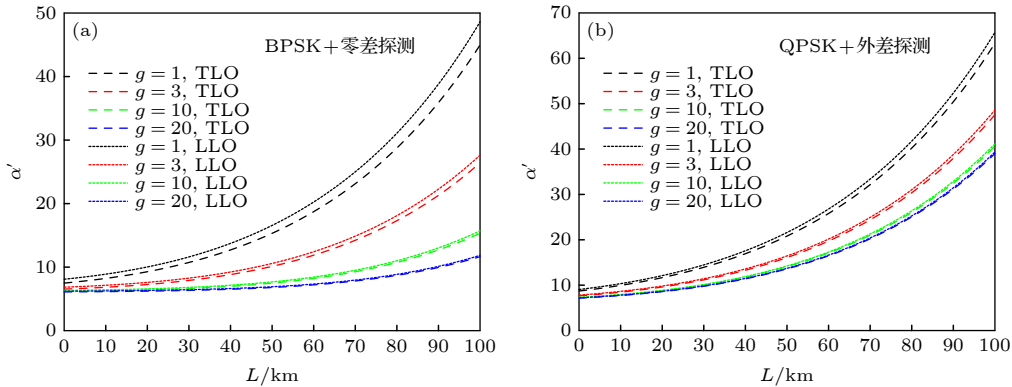 (a)
BPSK+零差探测
g = 1, TLO
g = 3, TLO
g = 10, TLO
g = 20, TLO
g = 1, LLO
g = 3, LLO
g = 10, LLO
g = 20, LLO
α′
50
40
30
20
10
0
0 10 20 30 40 50 60 70 80 90 100
L/km
(b)
QPSK+外差探测
g = 1, TLO
g = 3, TLO
g = 10, TLO
g = 20, TLO
g = 1, LLO
g = 3, LLO
g = 10, LLO
g = 20, LLO
α′
70
60
50
40
30
20
10
0
0 10 20 30 40 50 60 70 80 90 100
L/km